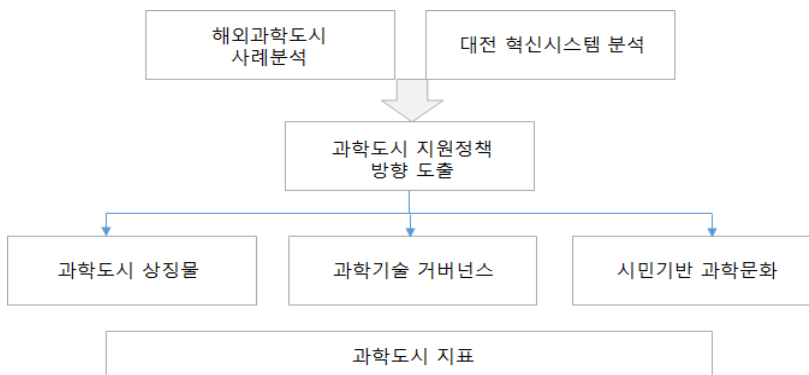 해외과학도시
사례분석
대전 혁신시스템 분석
과학도시 지원정책
방향 도출
과학도시 상징물
과학기술 거버넌스
시민기반 과학문화
과학도시 지표